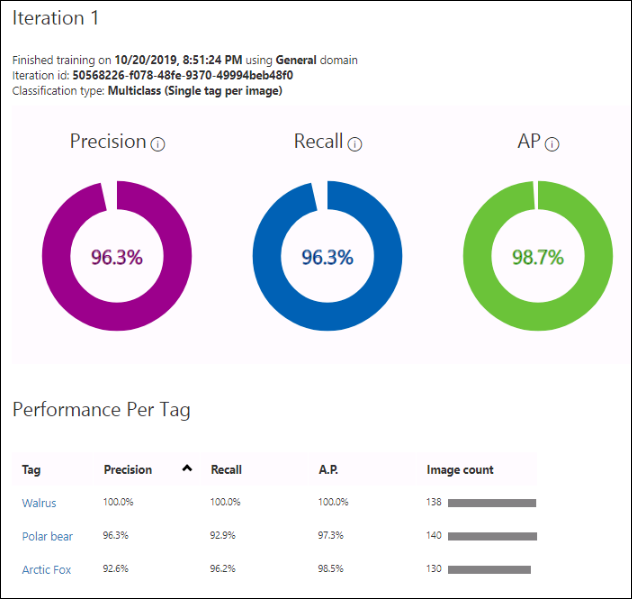 Iteration 1
Finished training on 10/20/2019, 8:51:24 PM using General domain
Iteration id: 50568226-f078-48fe-9370-49994beb48f0
Classification type: Multiclass (Single tag per image)
Precision Recall AP
96.3% 96.3% 98.7%
Performance Per Tag
Tag Precision Recall A.P. Image count
Walrus 100.0% 100.0% 100.0% 138
Polar bear 96.3% 92.9% 97.3% 140
Arctic Fox 92.6% 96.2% 98.5% 130